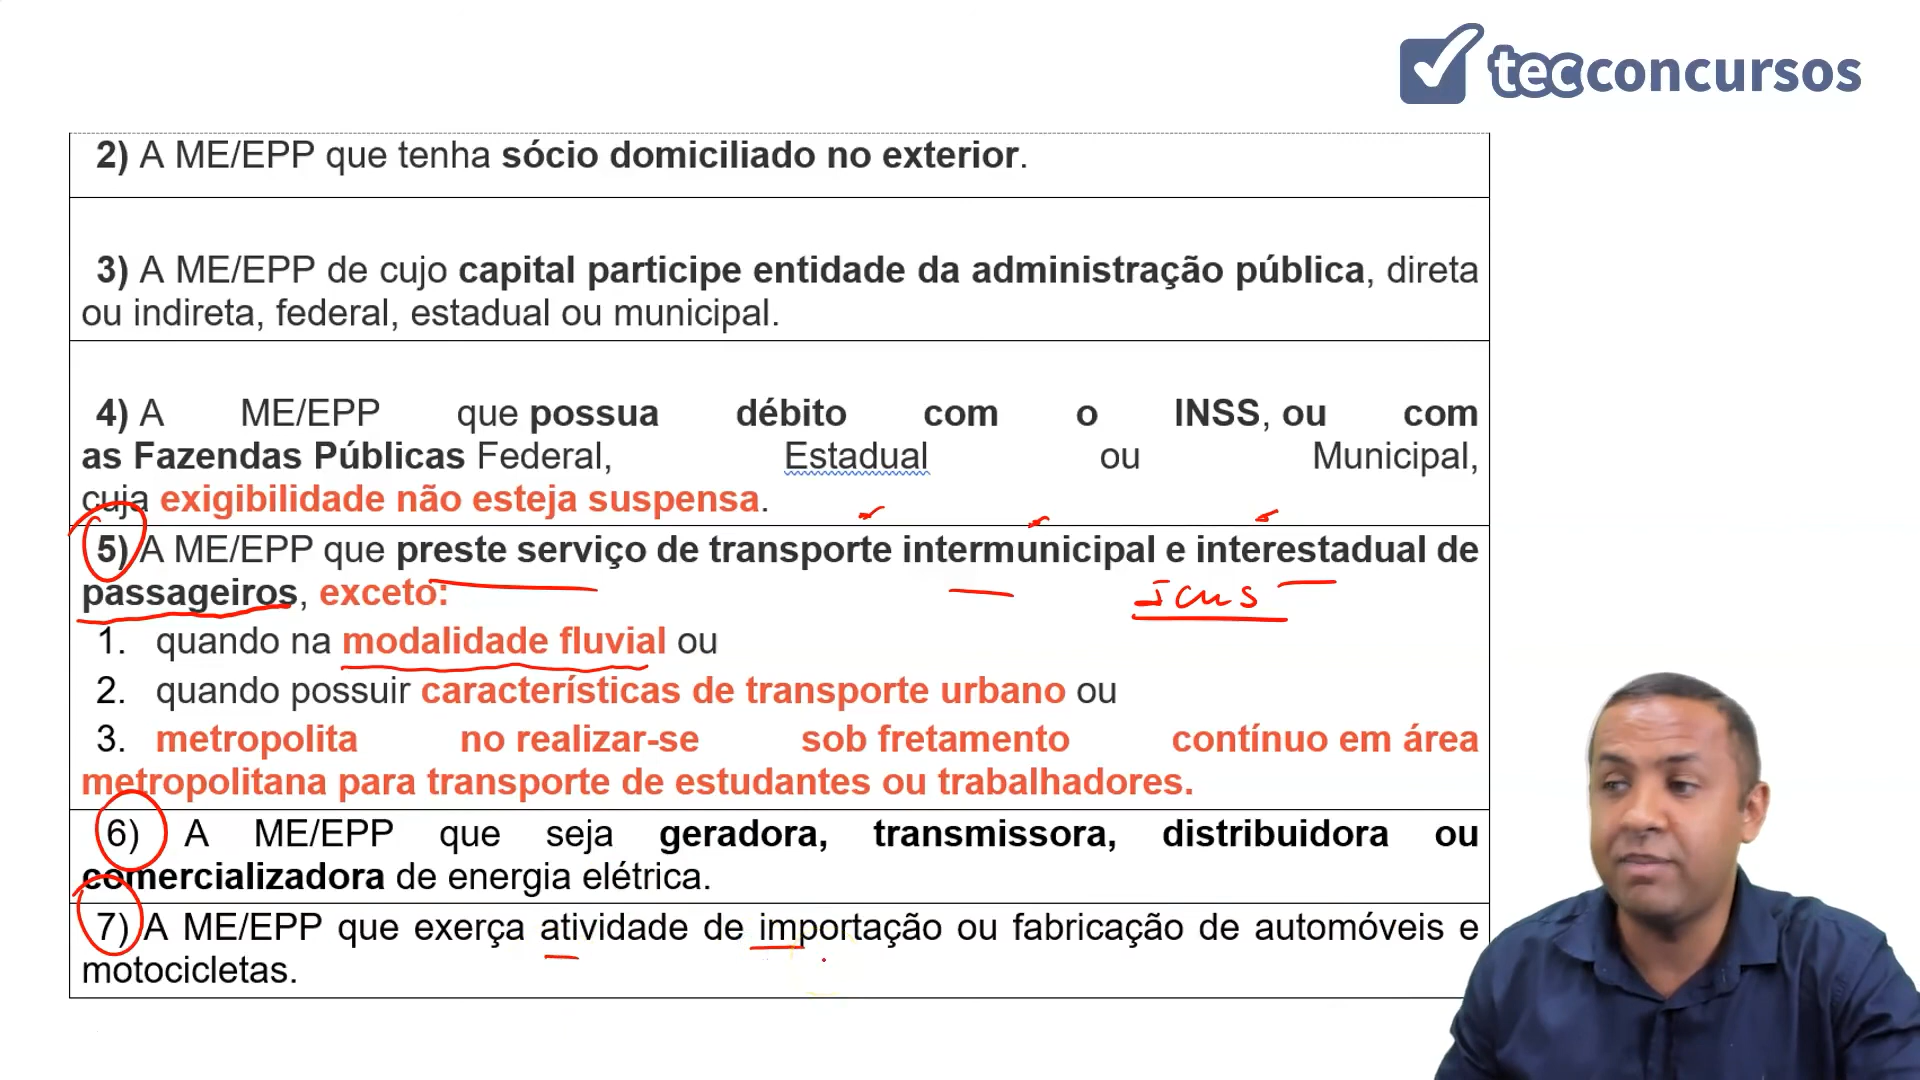 tecconcursos
2) A ME/EPP que tenha sócio domiciliado no exterior.
3) A ME/EPP de cujo capital participe entidade da administração pública, direta
ou indireta, federal, estadual ou municipal.
4) A ME/EPP que possua débito com o INSS, ou com
as Fazendas Públicas Federal, Estadual ou Municipal,
cuja exigibilidade não esteja suspensa.
5) A ME/EPP que preste serviço de transporte intermunicipal e interestadual de
passageiros, exceto:
ICMS
1. quando na modalidade fluvial ou
2. quando possuir características de transporte urbano ou
3. metropolita no realizar-se sob fretamento contínuo em área
metropolitana para transporte de estudantes ou trabalhadores.
6) A ME/EPP que seja geradora, transmissora, distribuidora ou
comercializadora de energia elétrica.
7) A ME/EPP que exerça atividade de importação ou fabricação de automóveis e
motocicletas.